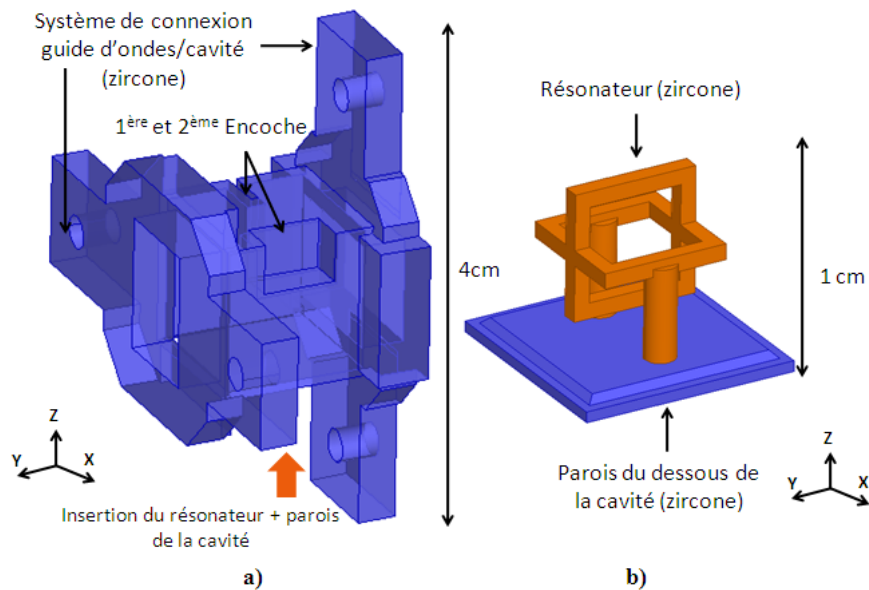 Système de connexion
guide d'ondes/cavité
(zircone)
1ère et 2ème Encoche
4cm
Z
Y
X
Insertion du résonateur + parois
de la cavité
a)
Résonateur (zircone)
1 cm
Parois du dessous de
la cavité (zircone)
Z
Y
X
b)